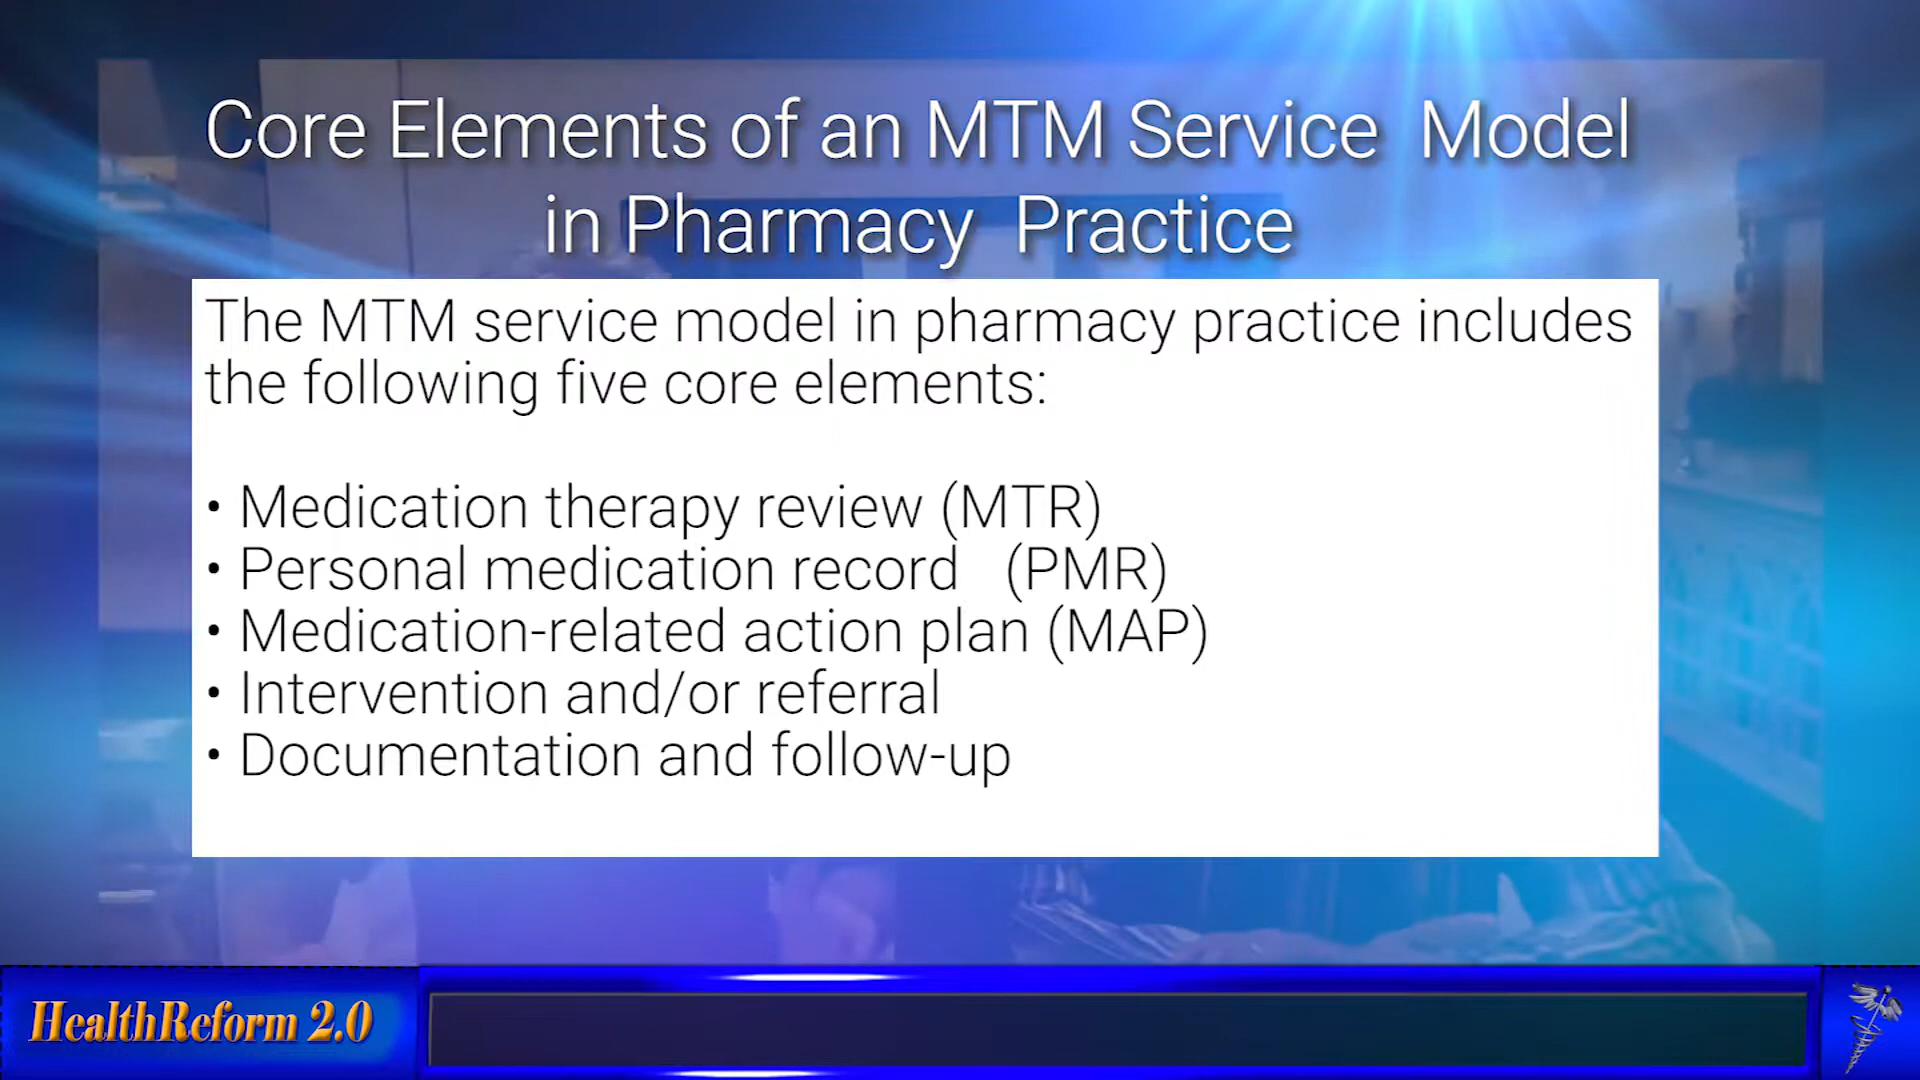 Core Elements of an MTM Service Model
in Pharmacy Practice
The MTM service model in pharmacy practice includes
the following five core elements:
• Medication therapy review (MTR)
• Personal medication record (PMR)
• Medication-related action plan (MAP)
• Intervention and/or referral
• Documentation and follow-up
HealthReform 2.0